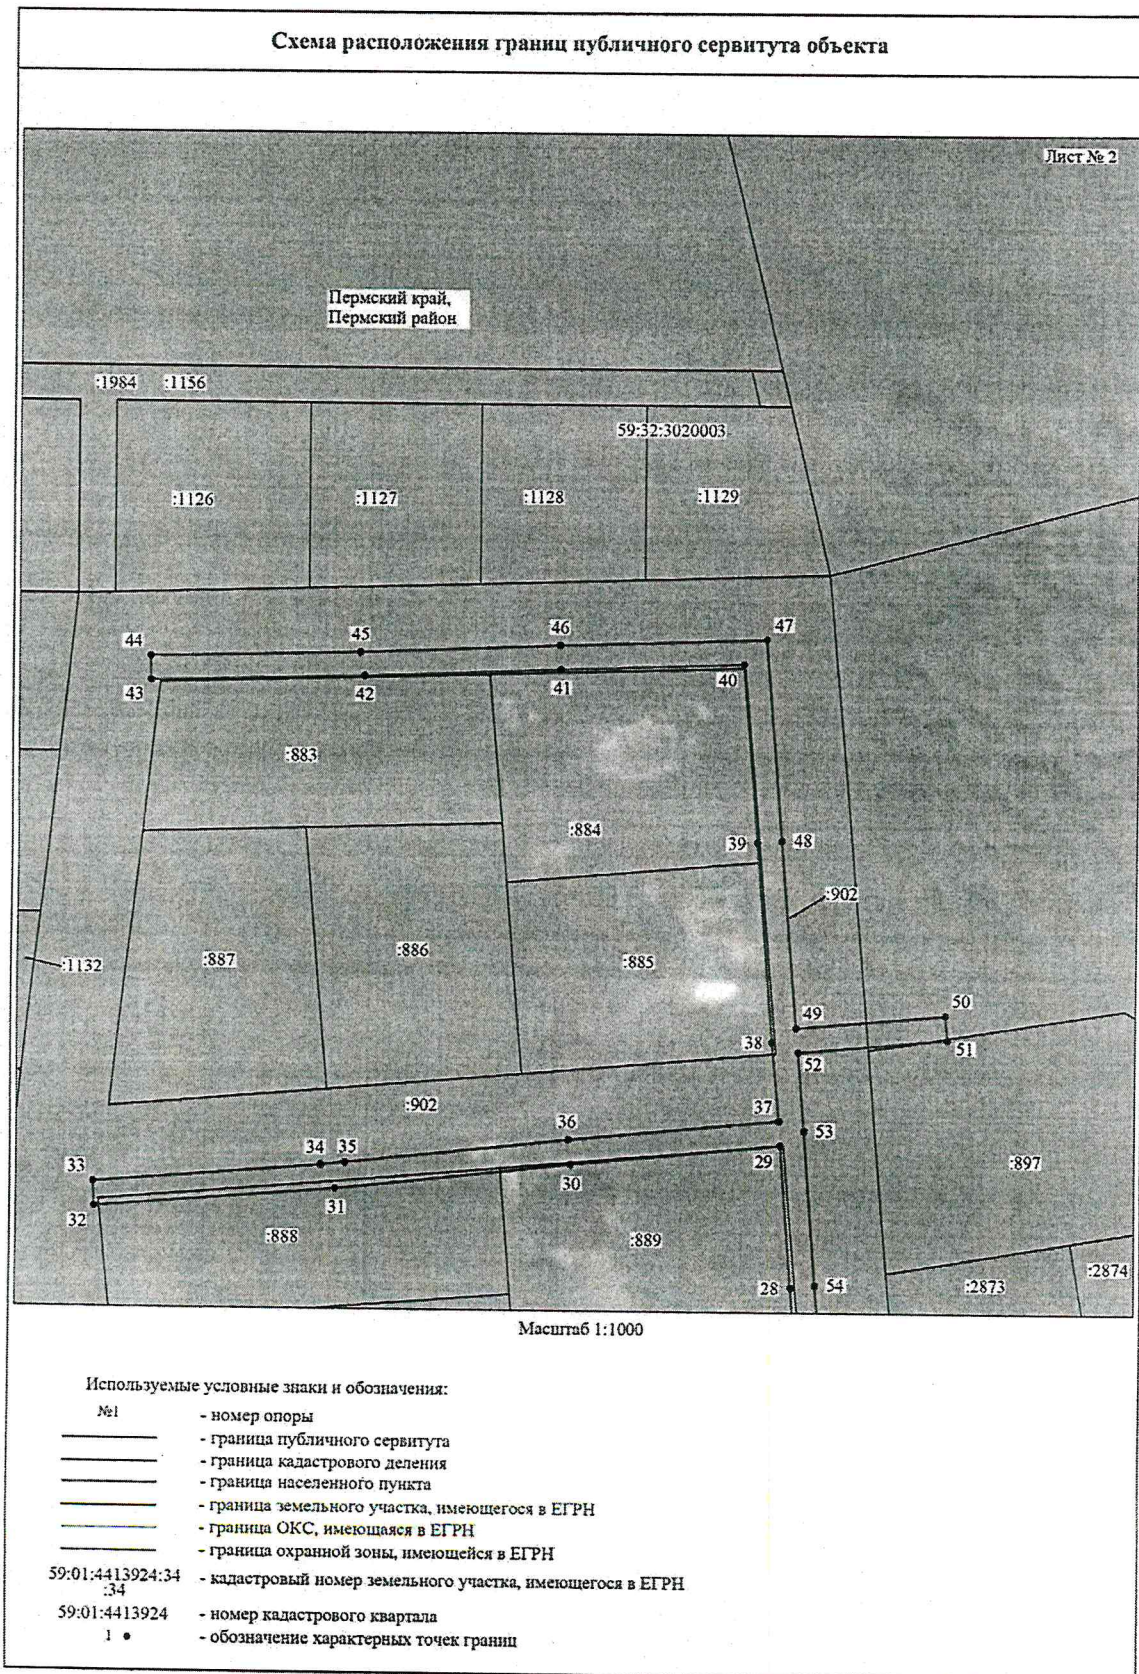 Схема расположения границ публичного сервитута объекта
Лист № 2
Пермский край,
Пермский район
:1984 :1156
59:32:3020003
:1126 :1127 :1128 :1129
44 45 46 47
43 42 41 40
:883
:884
39 48
:902
:1132 :887 :886 :885
49 50
38 52 51
:902
37
36 53
34 35
33 29
30 :897
31
32
:888 :889
28 54 :2873 :2874
Масштаб 1:1000
Используемые условные знаки и обозначения:
№1 - номер опоры
- граница публичного сервитута
- граница кадастрового деления
- граница населенного пункта
- граница земельного участка, имеющегося в ЕГРН
- граница ОКС, имеющаяся в ЕГРН
- граница охранной зоны, имеющейся в ЕГРН
59:01:4413924:34
:34 - кадастровый номер земельного участка, имеющегося в ЕГРН
59:01:4413924 - номер кадастрового квартала
1 • - обозначение характерных точек границ